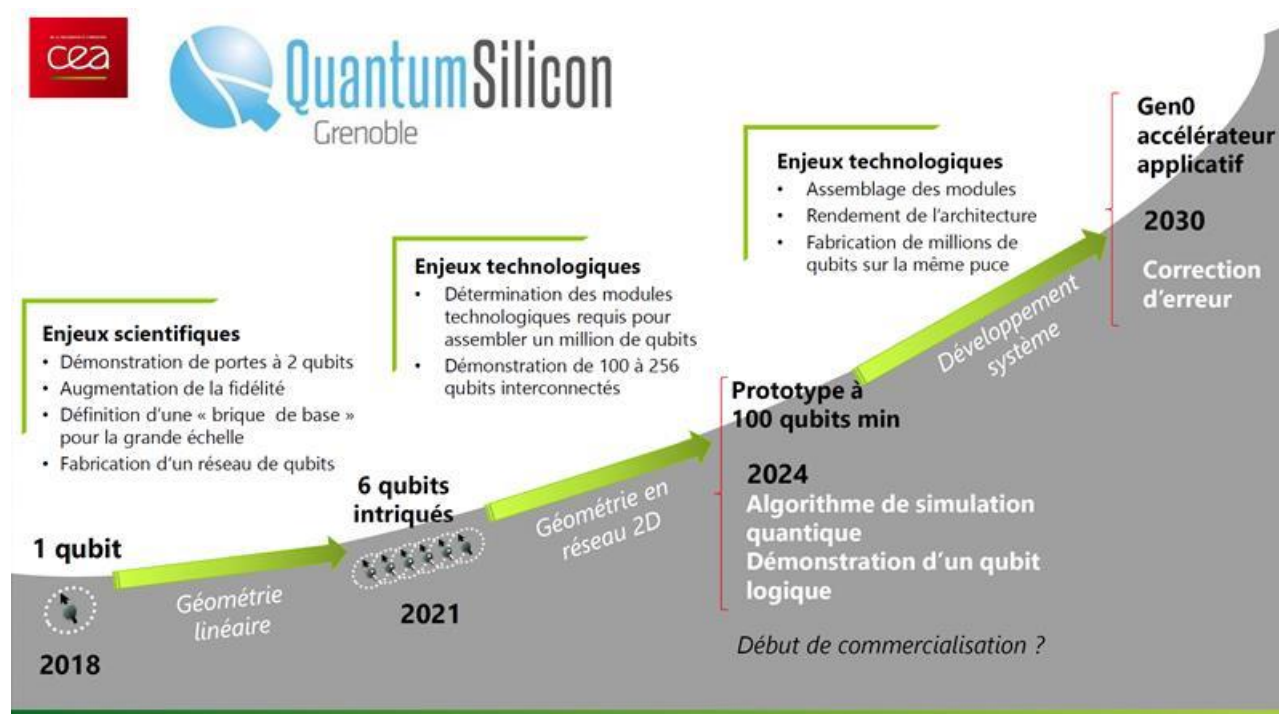 cea
QuantumSilicon
Grenoble
Enjeux scientifiques
• Démonstration de portes à 2 qubits
• Augmentation de la fidélité
• Définition d'une « brique de base »
pour la grande échelle
• Fabrication d'un réseau de qubits
Enjeux technologiques
• Détermination des modules
technologiques requis pour
assembler un million de qubits
• Démonstration de 100 à 256
qubits interconnectés
Enjeux technologiques
• Assemblage des modules
• Rendement de l'architecture
• Fabrication de millions de
qubits sur la même puce
Gen0
accélérateur
applicatif
2030
Correction
d'erreur
1 qubit
2018
Géométrie
linéaire
6 qubits
intriqués
2021
Géométrie en
réseau 2D
Prototype à
100 qubits min
2024
Algorithme de simulation
quantique
Démonstration d'un qubit
logique
Début de commercialisation ?
Développement
système